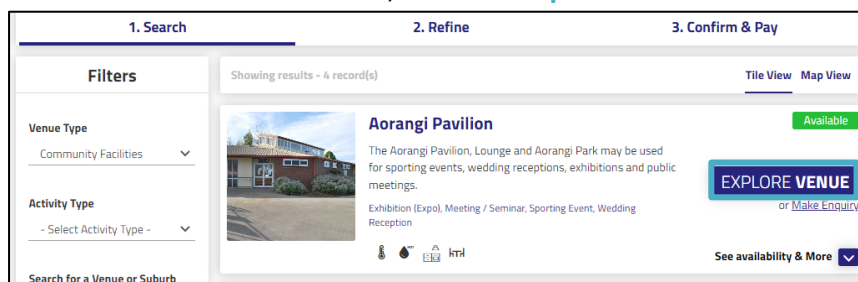 1. Search
2. Refine
3. Confirm & Pay
Filters
Venue Type
Community Facilities
Activity Type
- Select Activity Type -
Search for a Venue or Suburb
Showing results - 4 record(s)
Tile View Map View
Aorangi Pavilion
Available
The Aorangi Pavilion, Lounge and Aorangi Park may be used
for sporting events, wedding receptions, exhibitions and public
meetings.
Exhibition (Expo), Meeting / Seminar, Sporting Event, Wedding
Reception
EXPLORE VENUE
or Make Enquiry
See availability & More